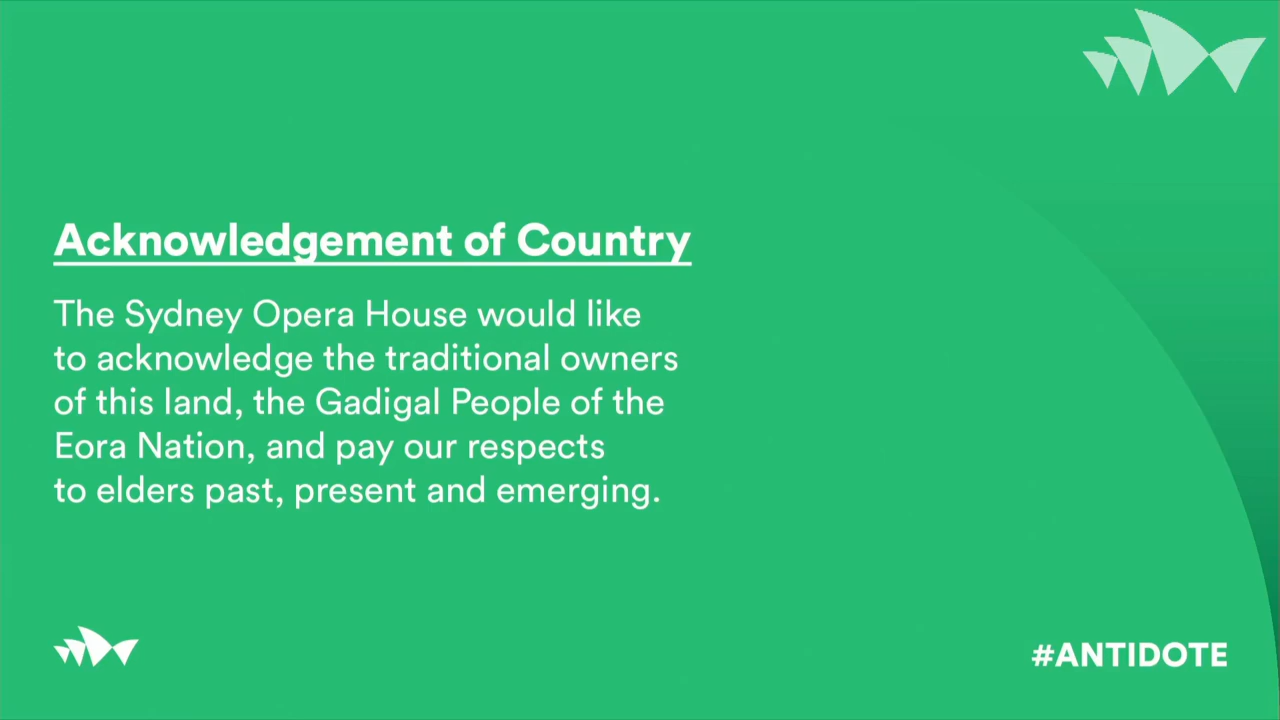 Acknowledgement of Country
The Sydney Opera House would like
to acknowledge the traditional owners
of this land, the Gadigal People of the
Eora Nation, and pay our respects
to elders past, present and emerging.
#ANTIDOTE